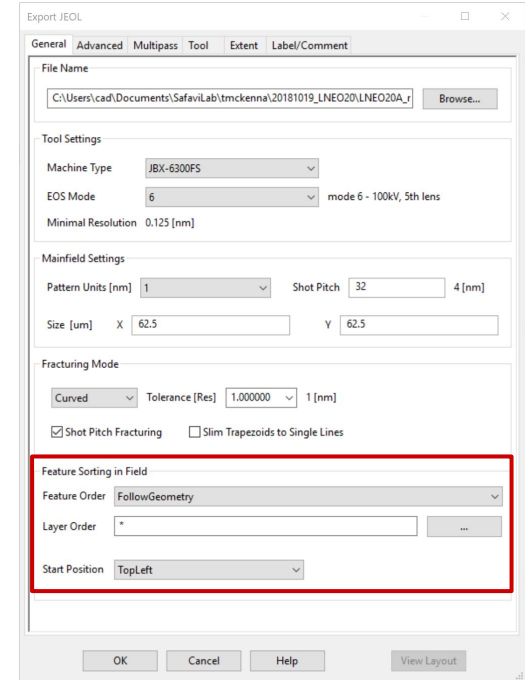 Export JEOL
General Advanced Multipass Tool Extent Label/Comment
File Name
C:\Users\cad\Documents\SafaviLab\tmckenna\20181019_LNEO20\LNEO20A_r Browse...
Tool Settings
Machine Type JBX-6300FS
EOS Mode 6 mode 6 - 100kV, 5th lens
Minimal Resolution 0.125 [nm]
Mainfield Settings
Pattern Units [nm] 1 Shot Pitch 32 4 [nm]
Size [um] X 62.5 Y 62.5
Fracturing Mode
Curved Tolerance [Res] 1.000000 1 [nm]
Shot Pitch Fracturing Slim Trapezoids to Single Lines
Feature Sorting in Field
Feature Order FollowGeometry
Layer Order * ...
Start Position TopLeft
OK Cancel Help View Layout